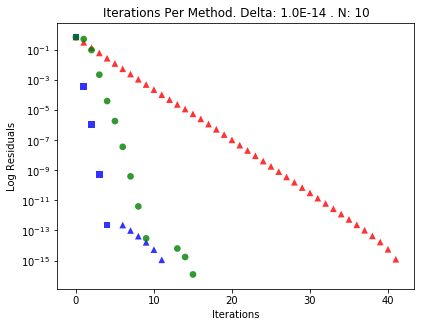 Iterations Per Method. Delta: 1.0E-14 . N: 10
Log Residuals
10⁻¹
10⁻³
10⁻⁵
10⁻⁷
10⁻⁹
10⁻¹¹
10⁻¹³
10⁻¹⁵
0 10 20 30 40
Iterations